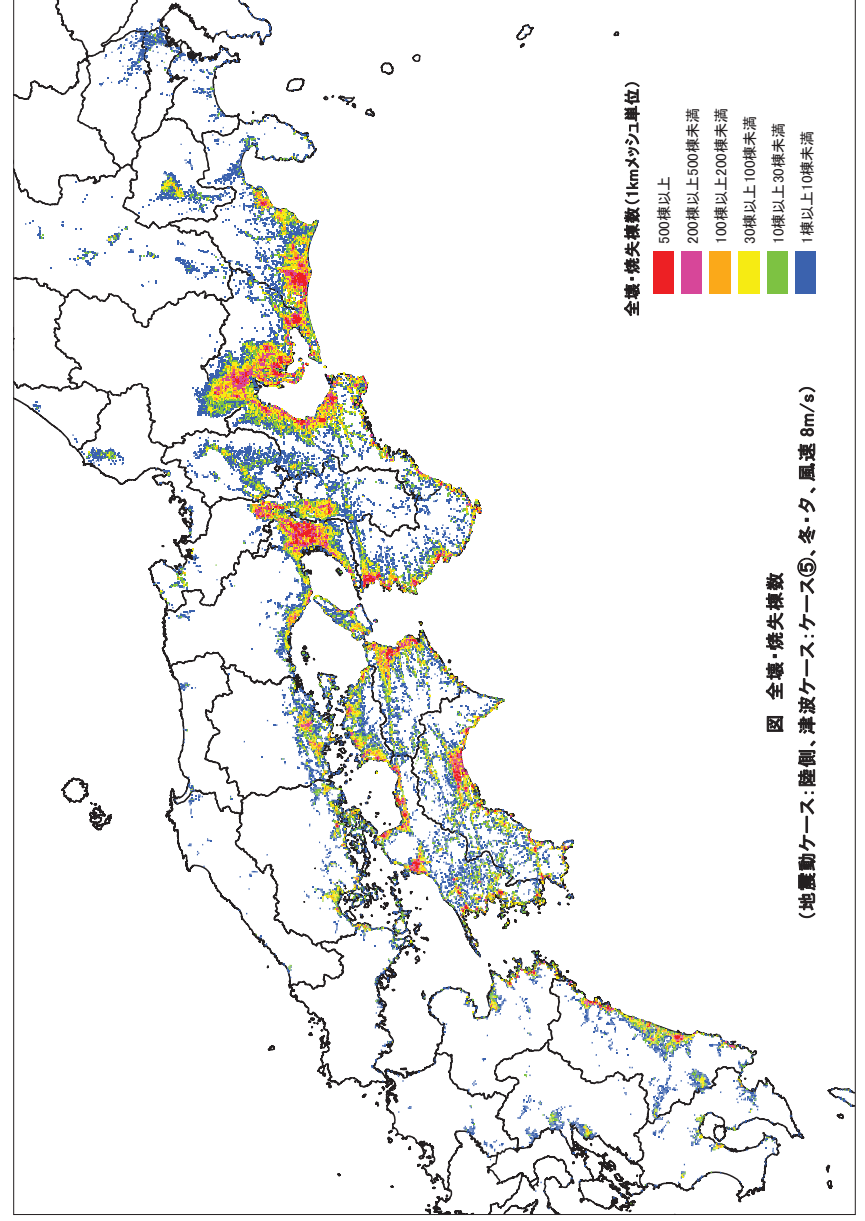 全壊・焼失棟数(1kmメッシュ単位)
500棟以上
200棟以上500棟未満
100棟以上200棟未満
30棟以上100棟未満
10棟以上30棟未満
1棟以上10棟未満
図 全壊・焼失棟数
(地震動ケース:陸側、津波ケース:ケース⑤、冬・夕、風速 8m/s)